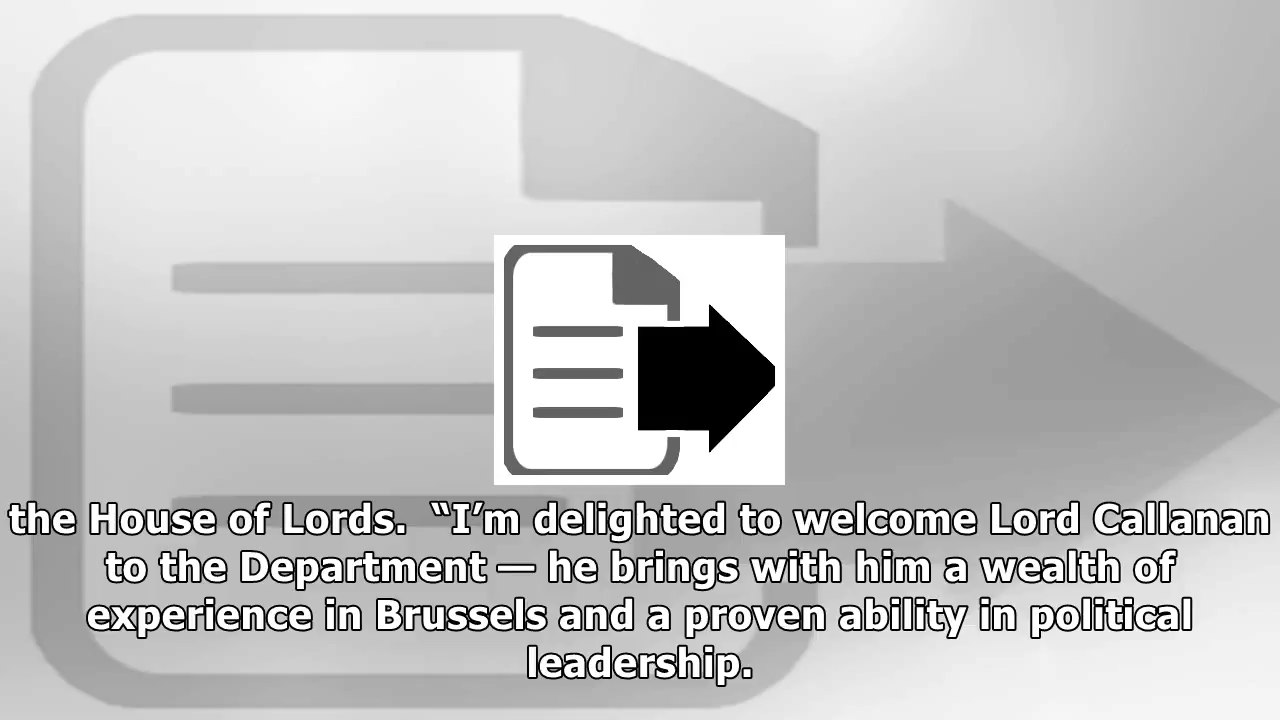 the House of Lords.  “I’m delighted to welcome Lord Callanan
to the Department — he brings with him a wealth of
experience in Brussels and a proven ability in political
leadership.